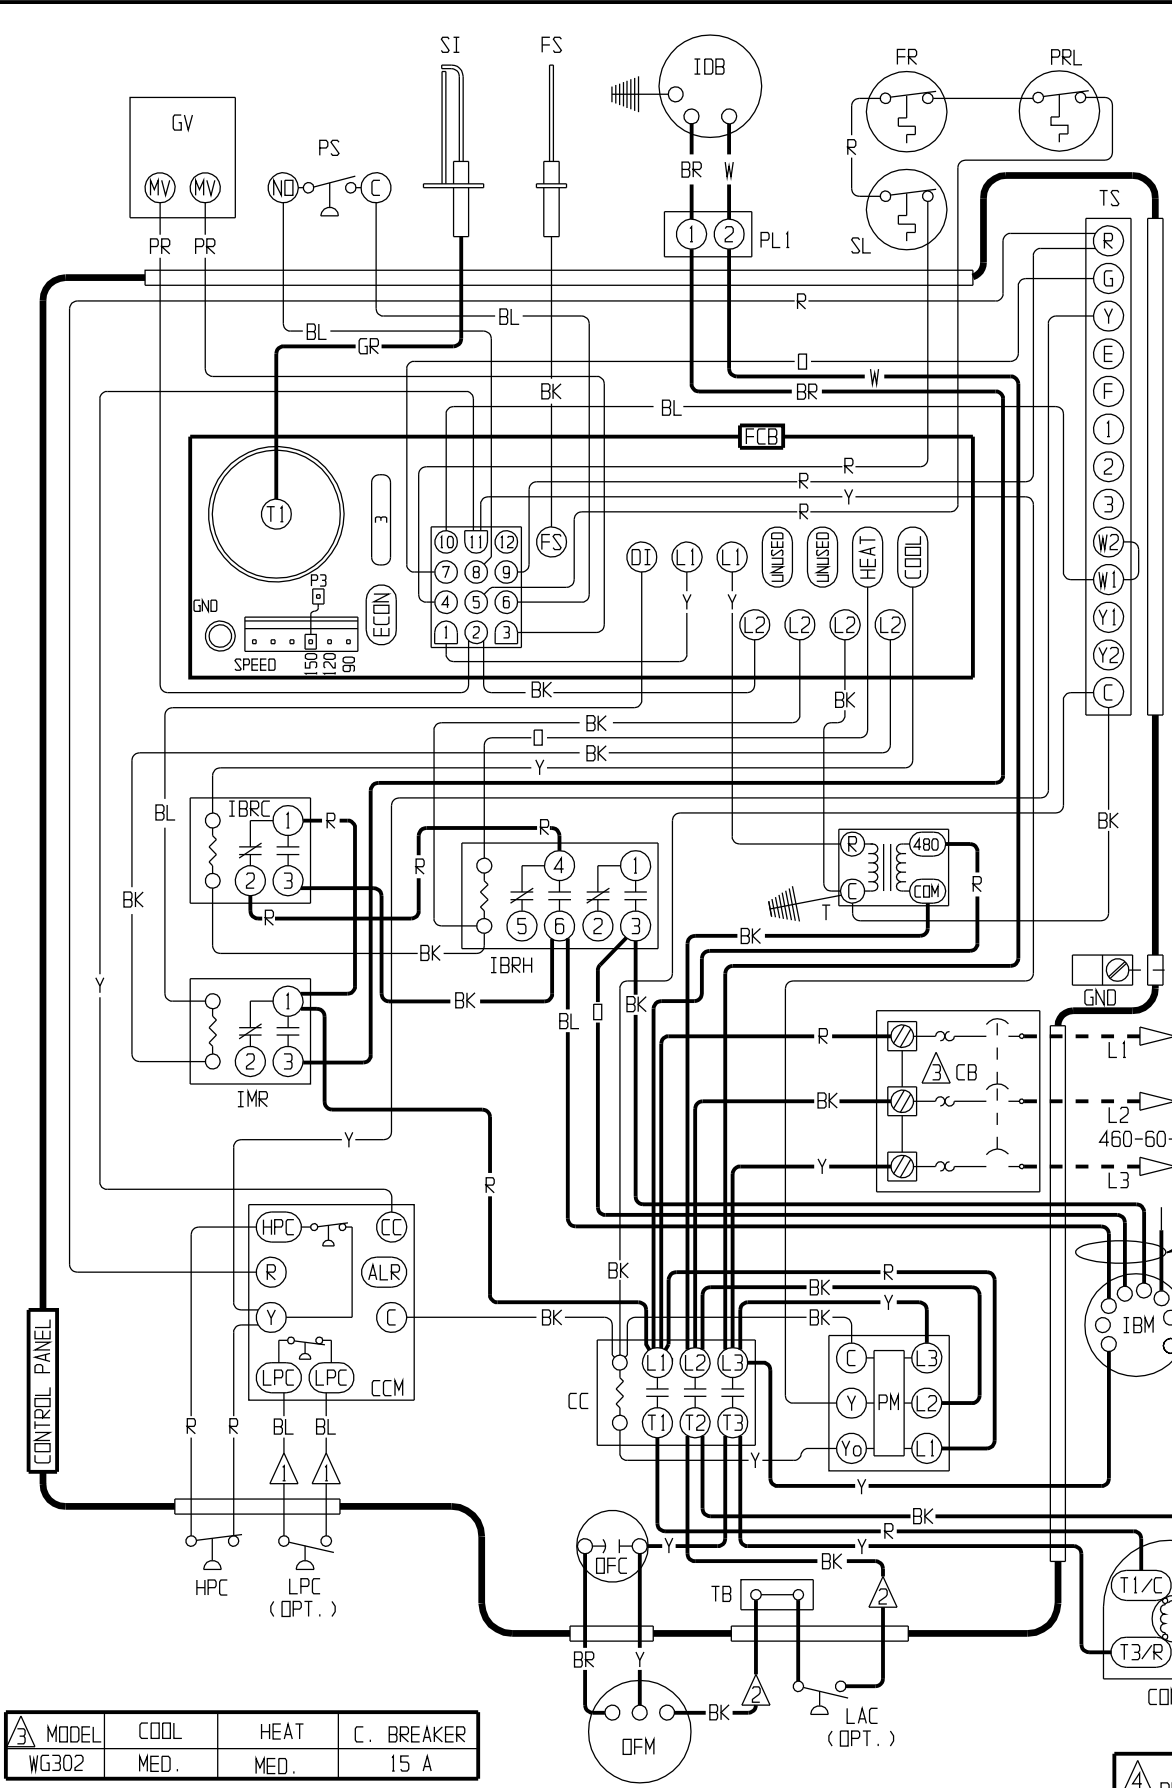 SI
FS
IDB
FR
PRL
GV
PS
MV
MV
NO
C
BR
W
R
SL
TS
PR
PR
1
2
PL1
R
G
Y
E
F
1
2
3
W2
W1
Y1
Y2
C
R
BL
BL
GR
O
W
BR
BK
BL
FCB
R
R
Y
R
T1
3
10
11
12
7
8
9
4
5
6
1
2
3
FS
OI
L1
L1
UNUSED
UNUSED
HEAT
COOL
P3
GND
ECON
Y
Y
L2
L2
L2
L2
SPEED
150
120
90
BK
BK
BK
O
BK
Y
BL
IBRC
1
R
2
3
R
R
R
4
1
5
6
2
3
IBRH
BK
BK
R
480
C
COM
T
R
BK
BK
BK
Y
1
2
3
IMR
BK
BL
O
BK
GND
R
BK
Y
3
CB
L1
L2
460-60-
L3
Y
R
HPC
CC
R
ALR
Y
C
LPC
LPC
CCM
BK
BK
R
BK
Y
BK
IBM
CONTROL PANEL
CC
L1
L2
L3
T1
T2
T3
C
L3
Y
PM
L2
Yo
L1
Y
Y
R
R
BL
BL
1
1
HPC
LPC
(OPT.)
BK
R
Y
Y
BK
OFC
TB
2
T1/C
T3/R
BR
Y
2
BK
OFM
LAC
(OPT.)
3 MODEL COOL HEAT C. BREAKER
WG302 MED. MED. 15 A
4